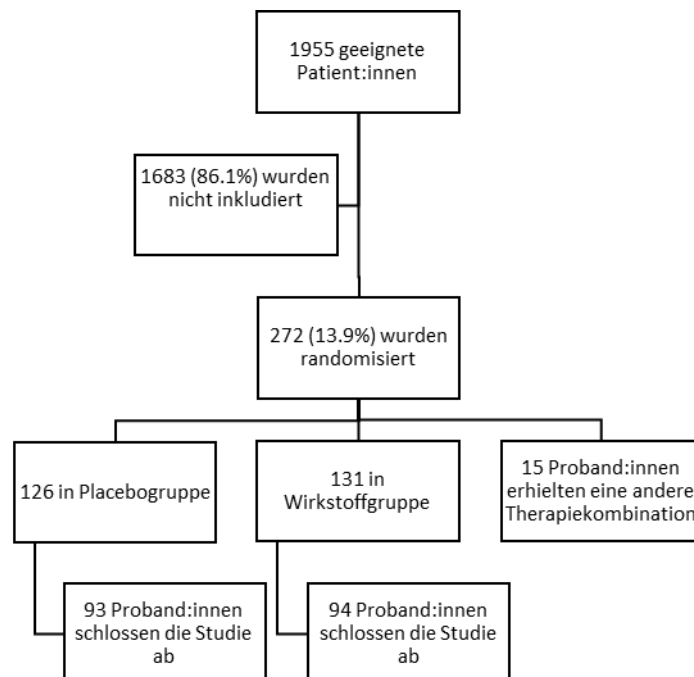 1955 geeignete
Patient:innen
1683 (86.1%) wurden
nicht inkludiert
272 (13.9%) wurden
randomisiert
126 in Placebogruppe
131 in
Wirkstoffgruppe
15 Proband:innen
erhielten eine andere
Therapiekombination
93 Proband:innen
schlossen die Studie
ab
94 Proband:innen
schlossen die Studie
ab